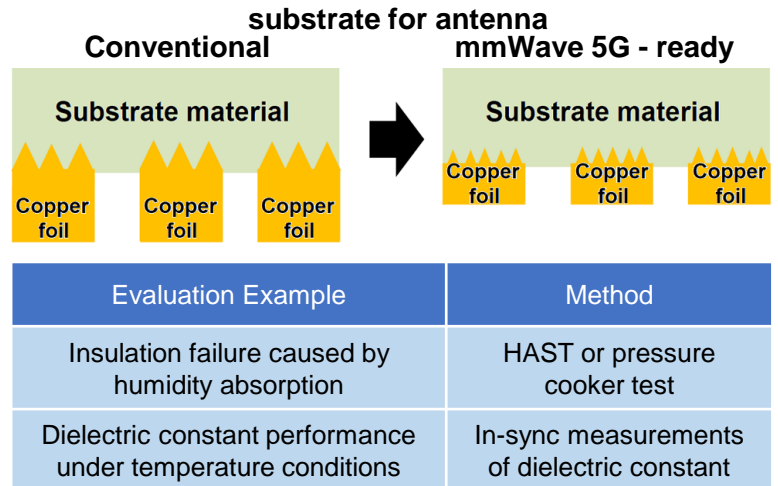 substrate for antenna
Conventional
mmWave 5G - ready
Substrate material
Substrate material
Copper
foil
Copper
foil
Copper
foil
Copper
foil
Copper
foil
Copper
foil
Evaluation Example
Method
Insulation failure caused by
humidity absorption
HAST or pressure
cooker test
Dielectric constant performance
under temperature conditions
In-sync measurements
of dielectric constant